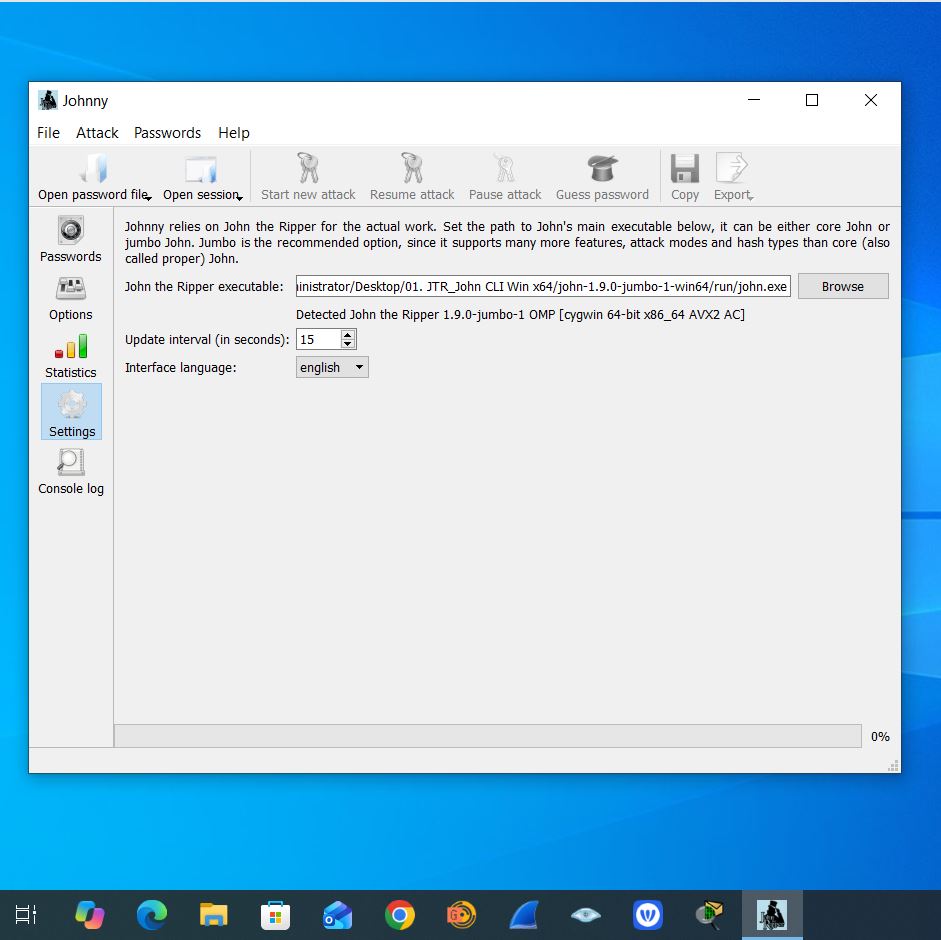 Johnny
File Attack Passwords Help
Open password file Open session Start new attack Resume attack Pause attack Guess password Copy Export
Passwords
Options
Statistics
Settings
Console log
Johnny relies on John the Ripper for the actual work. Set the path to John's main executable below, it can be either core John or
jumbo John. Jumbo is the recommended option, since it supports many more features, attack modes and hash types than core (also
called proper) John.
John the Ripper executable: inistrator/Desktop/01. JTR_John CLI Win x64/john-1.9.0-jumbo-1-win64/run/john.exe Browse
Detected John the Ripper 1.9.0-jumbo-1 OMP [cygwin 64-bit x86_64 AVX2 AC]
Update interval (in seconds): 15
Interface language: english
0%